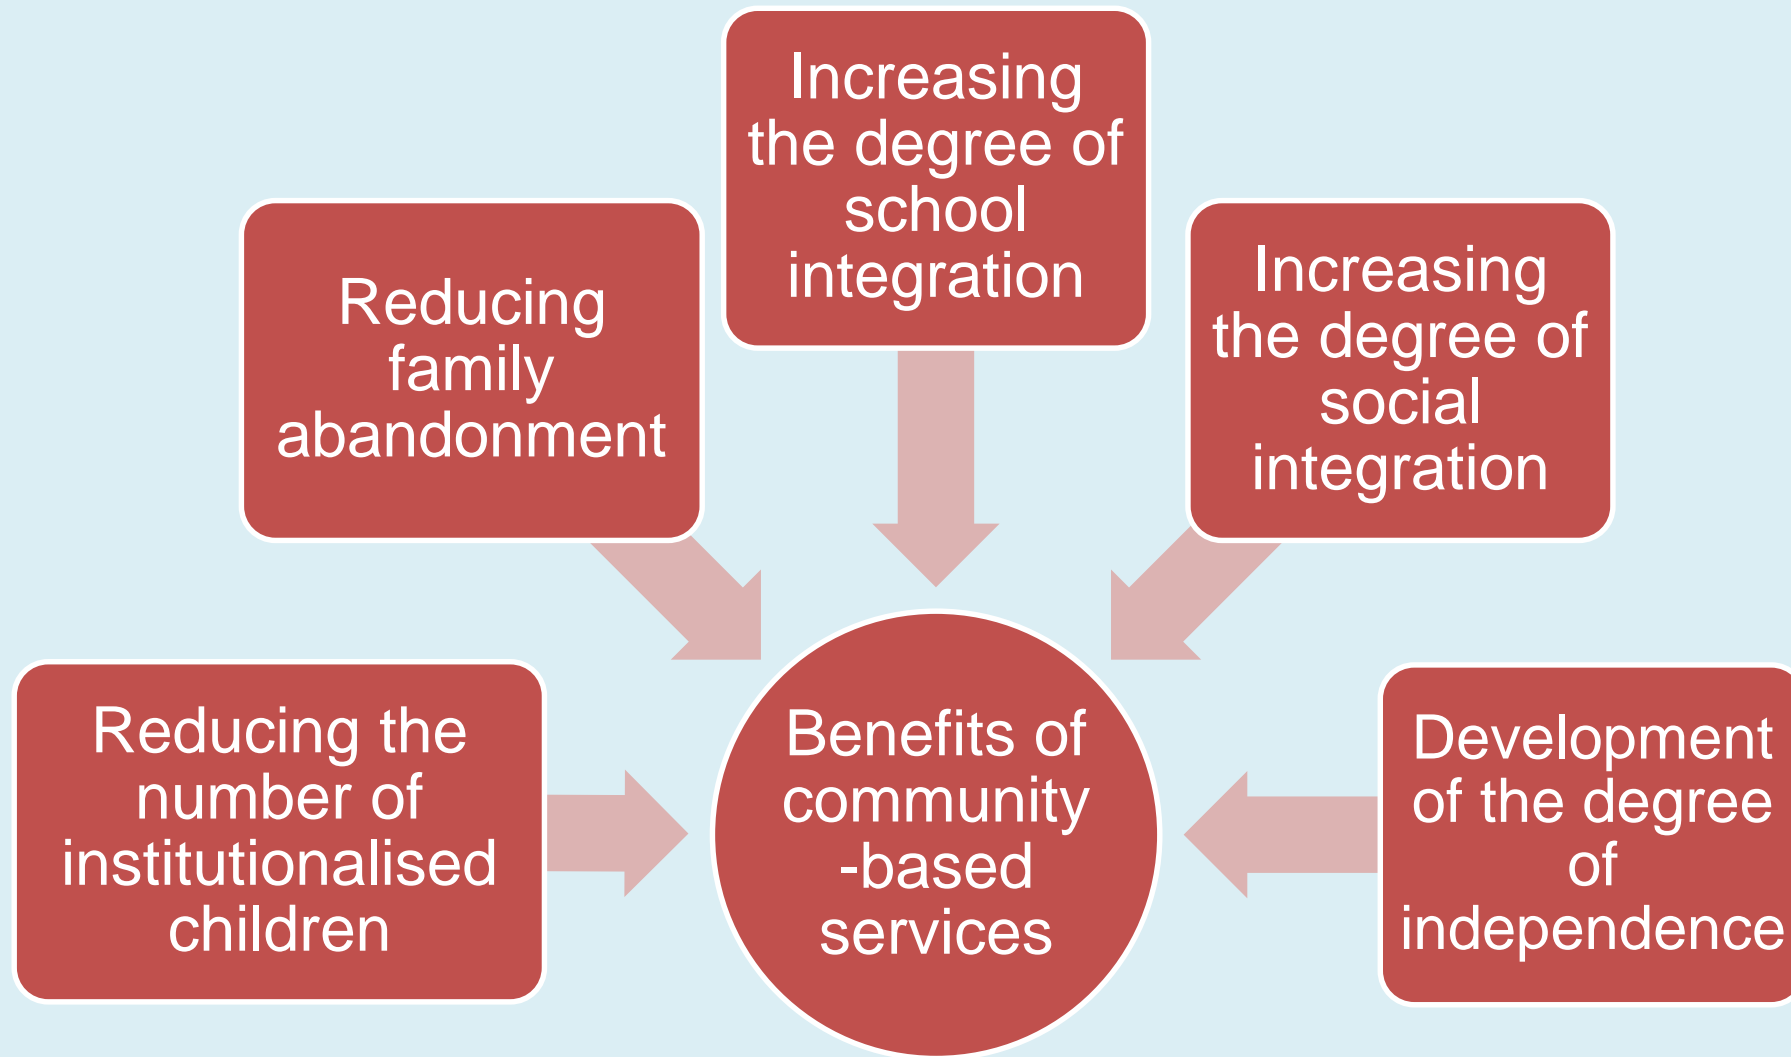 Increasing
the degree of
school
integration
Reducing
family
abandonment
Increasing
the degree of
social
integration
Reducing the
number of
institutionalised
children
Benefits of
community
-based
services
Development
of the degree
of
independence